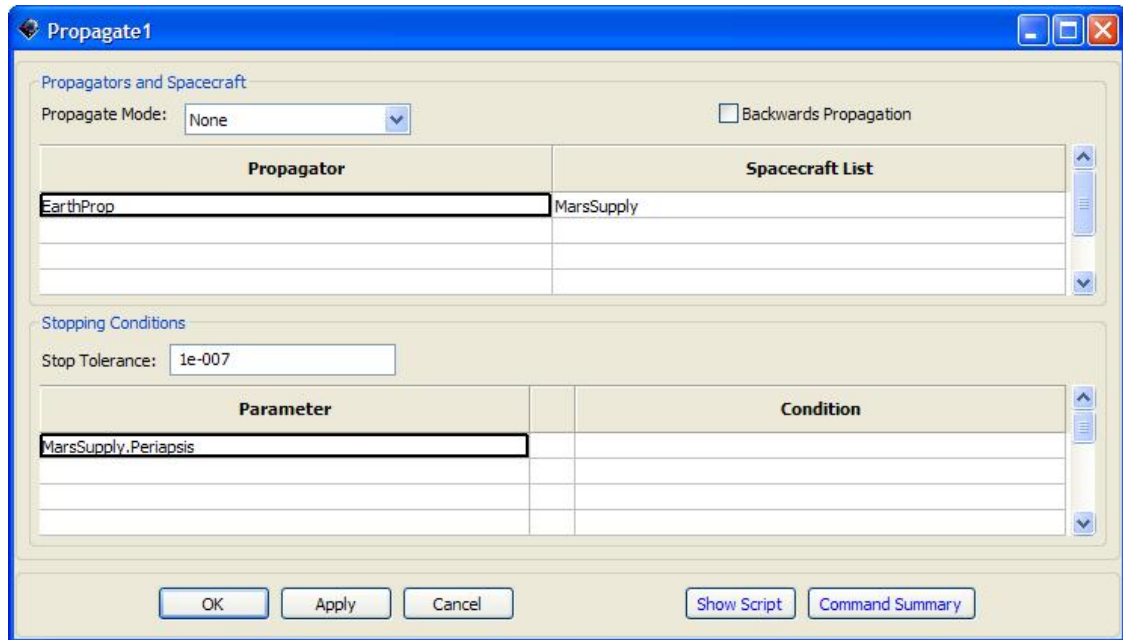 Propagate1
Propagators and Spacecraft
Propagate Mode: None Backwards Propagation
Propagator Spacecraft List
EarthProp MarsSupply
Stopping Conditions
Stop Tolerance: 1e-007
Parameter Condition
MarsSupply.Periapsis
OK Apply Cancel Show Script Command Summary